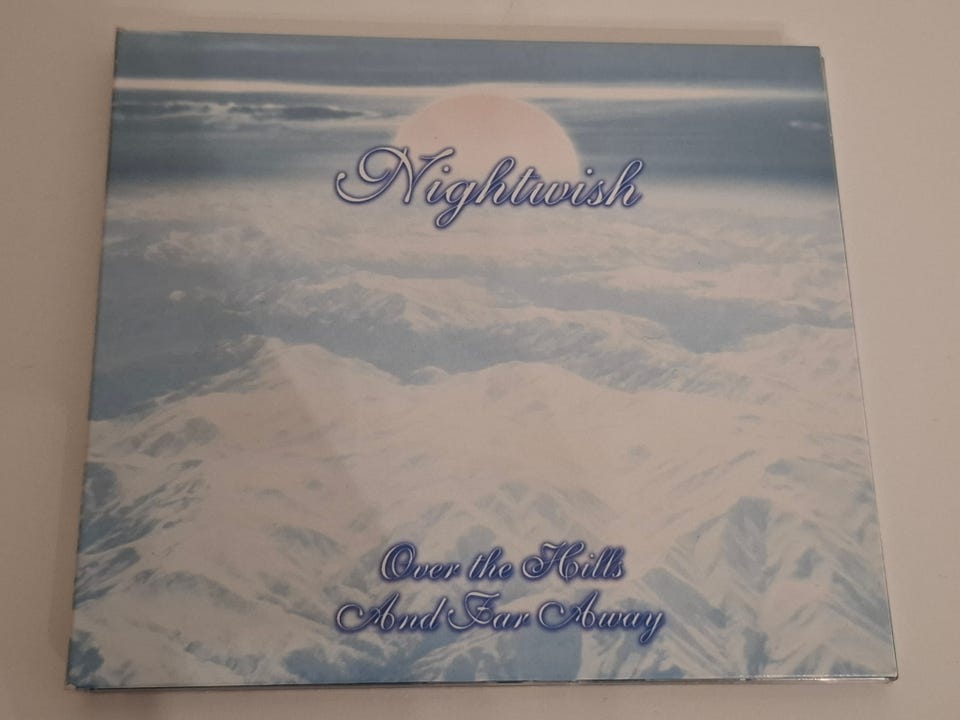 Nightwish
Over the Hills
And Far Away